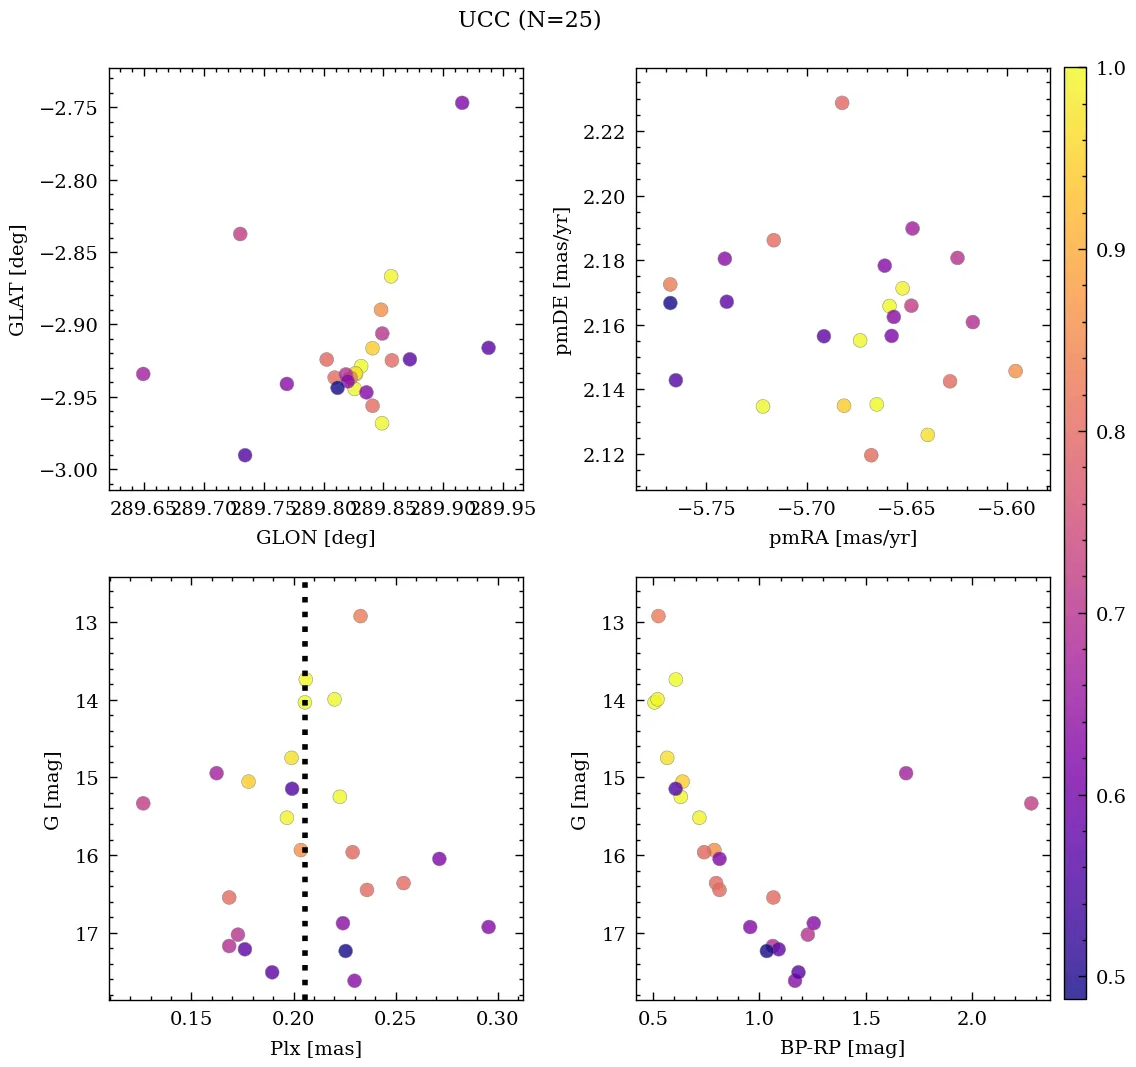 UCC (N=25)
−2.75
−2.80
−2.85
−2.90
−2.95
−3.00
GLAT [deg]
289.65 289.70 289.75 289.80 289.85 289.90 289.95
GLON [deg]
2.22
2.20
2.18
2.16
2.14
2.12
pmDE [mas/yr]
−5.75 −5.70 −5.65 −5.60
pmRA [mas/yr]
13
14
15
16
17
G [mag]
0.15 0.20 0.25 0.30
Plx [mas]
13
14
15
16
17
G [mag]
0.5 1.0 1.5 2.0
BP-RP [mag]
1.0
0.9
0.8
0.7
0.6
0.5